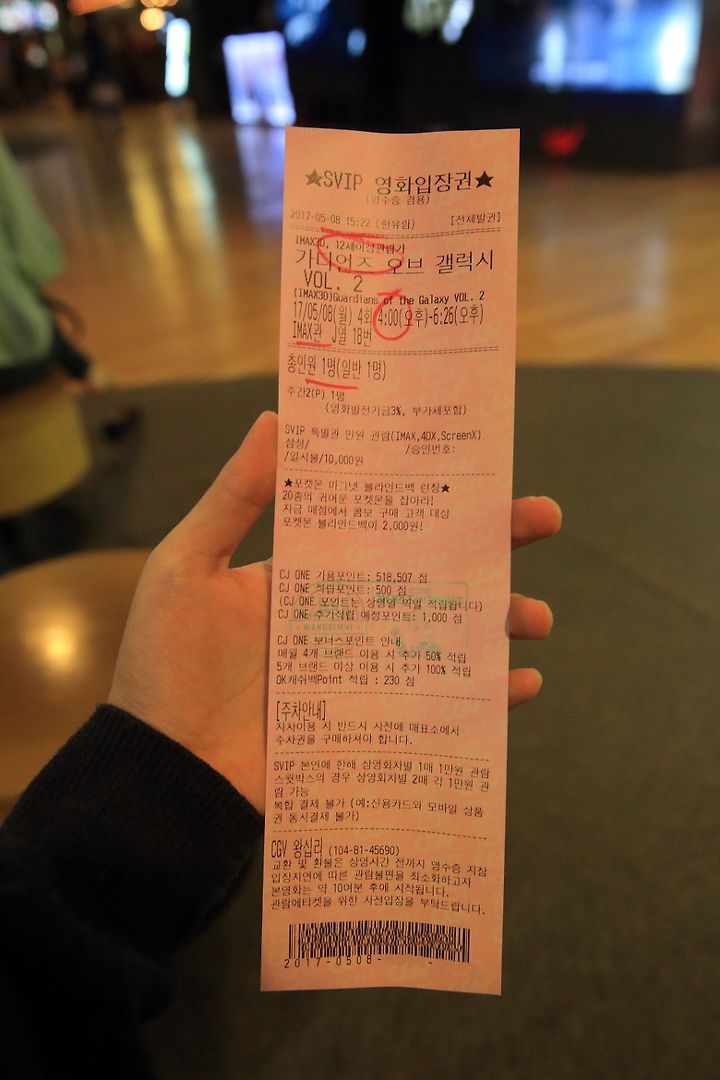 ★SVIP 영화입장권★
(영수증 겸용)
2017-05-08 15:22 (한유림) [전체발권]
IMAX3D, 12세이상관람가
가디언즈 오브 갤럭시
VOL. 2
(IMAX3D)Guardians of the Galaxy VOL. 2
17/05/08(월) 4회 4:00(오후)-6:26(오후)
IMAX관 J열 18번
총인원 1명(일반 1명)
주간2(P) 1명
(영화발전기금3%, 부가세포함)
SVIP 특별관 만원 관람(IMAX,4DX,ScreenX)
삼성/ /승인번호:
/일시불/10,000원
★포켓몬 마그넷 블라인드백 런칭★
20종의 귀여운 포켓몬을 잡아라!
지금 매점에서 콤보 구매 고객 대상
포켓몬 블라인드백이 2,000원!
CJ ONE 가용포인트: 518,507 점
CJ ONE 적립포인트: 500 점
(CJ ONE 포인트는 상영일 익일 적립됩니다)
CJ ONE 추가적립 예정포인트: 1,000 점
WANGSIMNI
CJ ONE 보너스포인트 안내
매월 4개 브랜드 이용 시 추가 50% 적립
5개 브랜드 이상 이용 시 추가 100% 적립
OK캐쉬백Point 적립 : 230 점
[주차안내]
자차이용 시 반드시 사전에 매표소에서
주차권을 구매하셔야 합니다.
SVIP 본인에 한해 상영회차별 1매 1만원 관람
스윗박스의 경우 상영회차별 2매 각 1만원 관
람 가능
복합 결제 불가 (예:신용카드와 모바일 상품
권 동시결제 불가)
CGV 왕십리 (104-81-45690)
교환 및 환불은 상영시간 전까지 영수증 지참
입장지연에 따른 관람불편을 최소화하고자
본영화는 약 10여분 후에 시작됩니다.
관람에티켓을 위한 사전입장을 부탁드립니다.
2017-0508- -